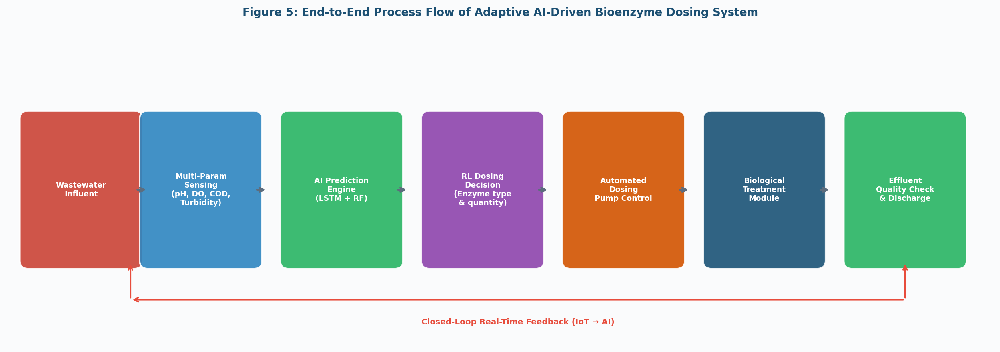 Figure 5: End-to-End Process Flow of Adaptive AI-Driven Bioenzyme Dosing System
Wastewater
Influent
Multi-Param
Sensing
(pH, DO, COD,
Turbidity)
AI Prediction
Engine
(LSTM + RF)
RL Dosing
Decision
(Enzyme type
& quantity)
Automated
Dosing
Pump Control
Biological
Treatment
Module
Effluent
Quality Check
& Discharge
Closed-Loop Real-Time Feedback (IoT → AI)